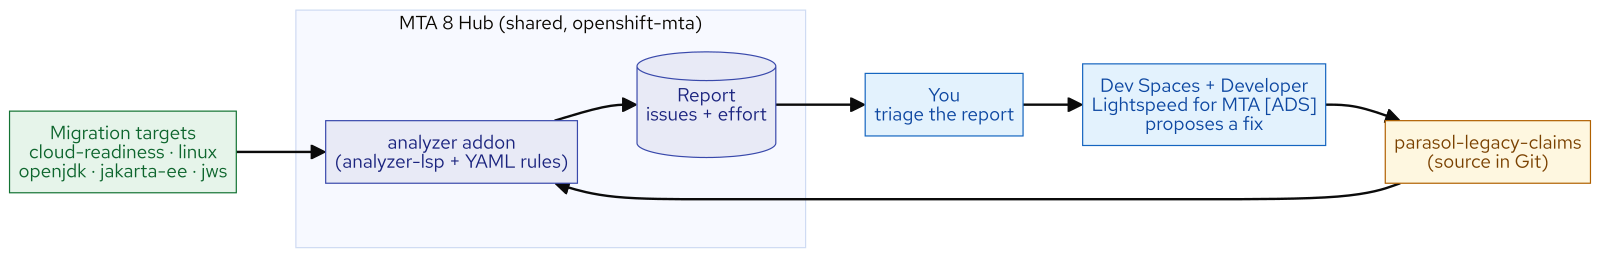 MTA 8 Hub (shared, openshift-mta)
Migration targets
cloud-readiness · linux
openjdk · jakarta-ee · jws
analyzer addon
(analyzer-lsp + YAML rules)
Report
issues + effort
You
triage the report
Dev Spaces + Developer
Lightspeed for MTA [ADS]
proposes a fix
parasol-legacy-claims
(source in Git)